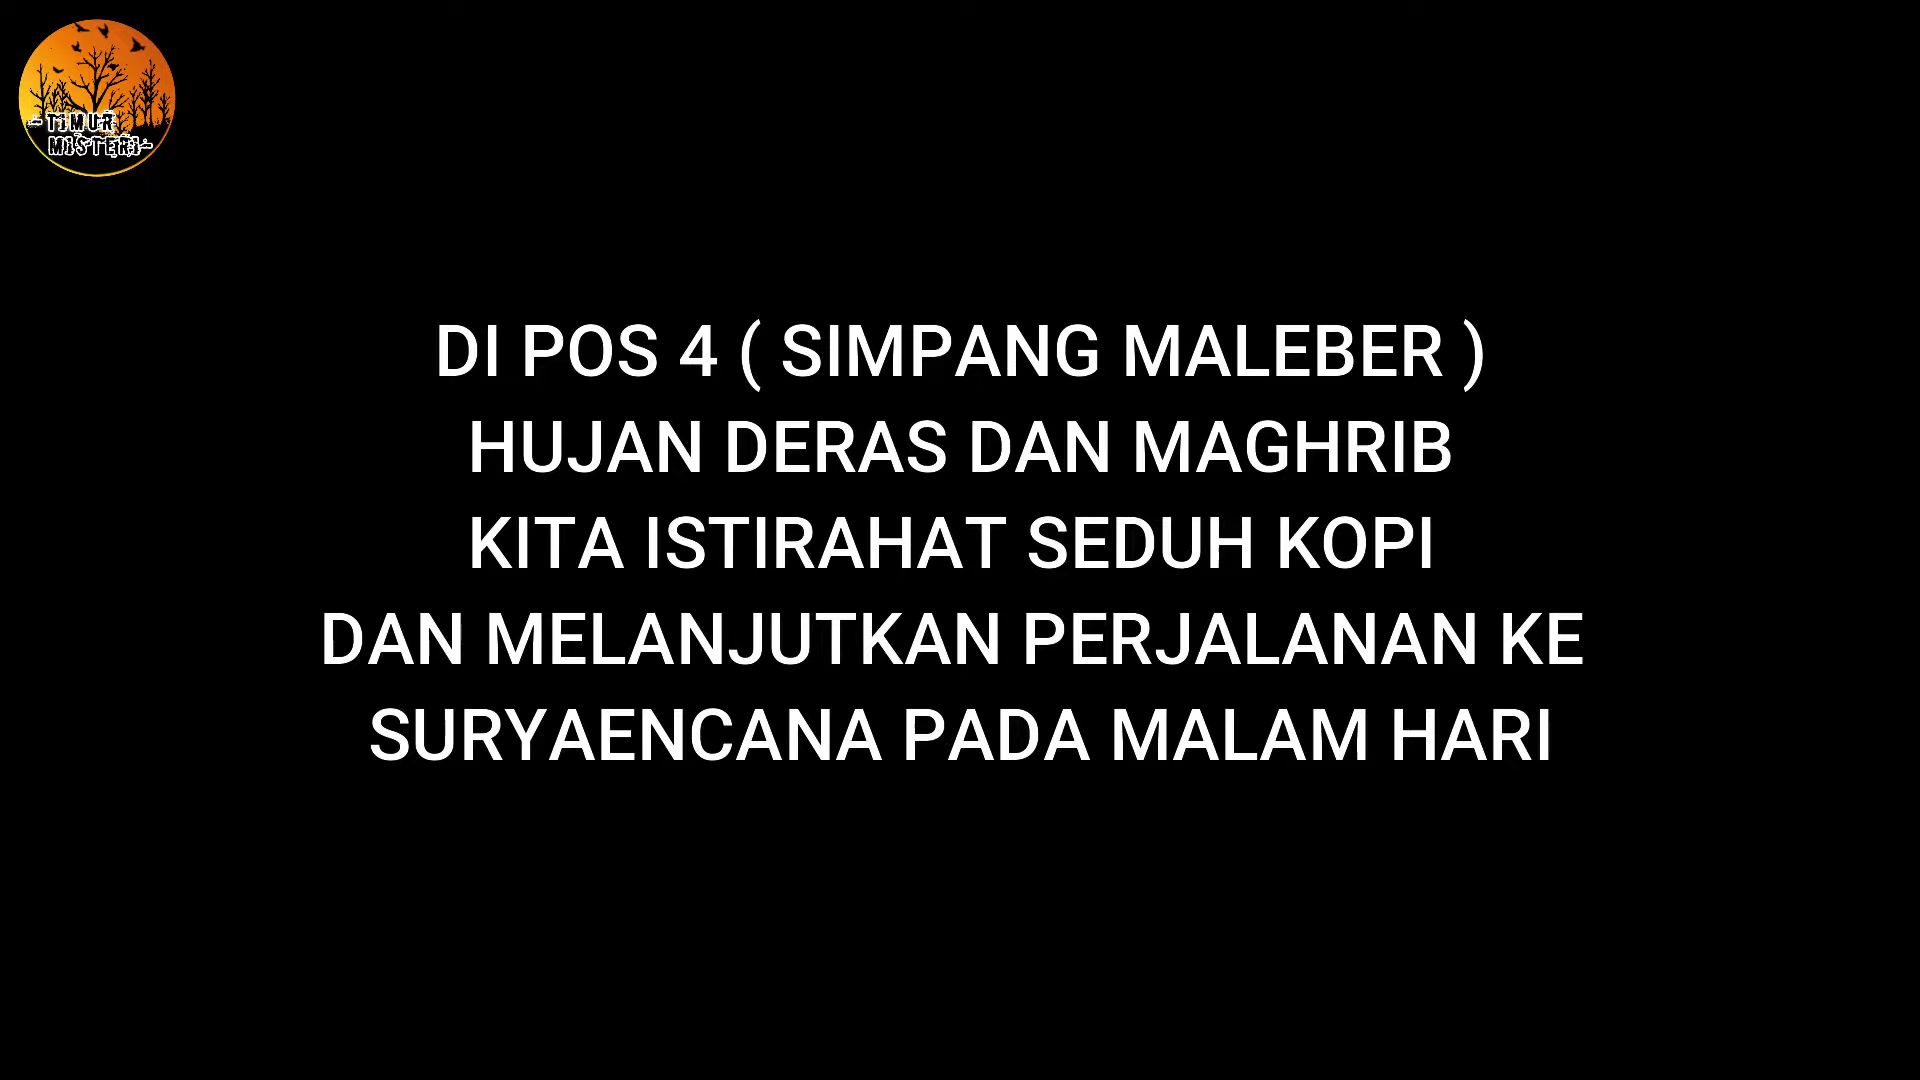 TIMUR
MISTERI
DI POS 4 ( SIMPANG MALEBER )
HUJAN DERAS DAN MAGHRIB
KITA ISTIRAHAT SEDUH KOPI
DAN MELANJUTKAN PERJALANAN KE
SURYAENCANA PADA MALAM HARI